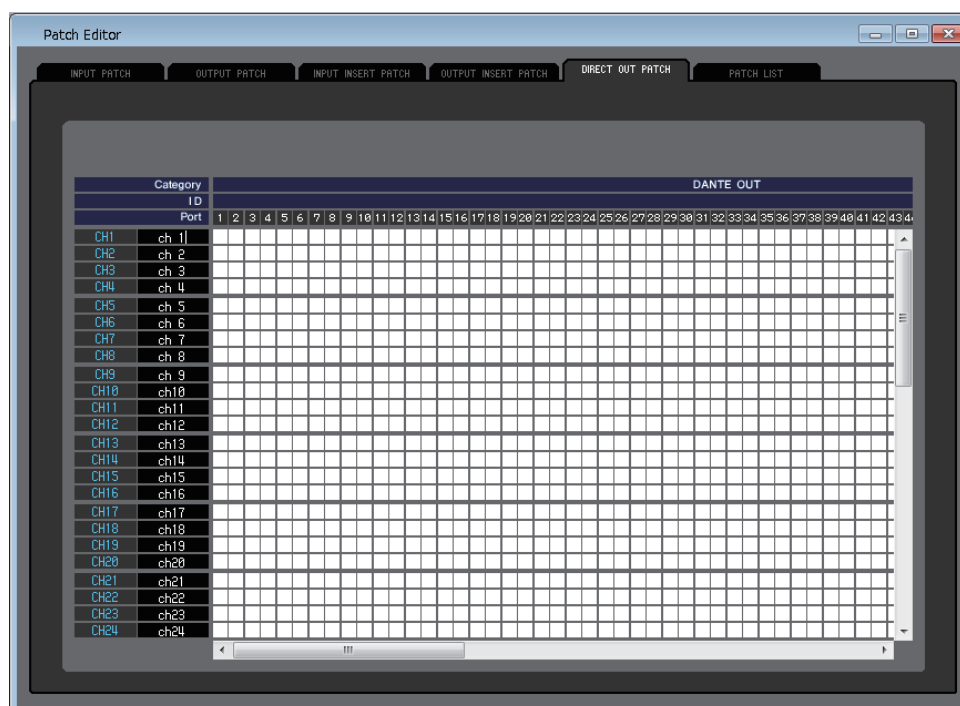 Patch Editor
INPUT PATCH OUTPUT PATCH INPUT INSERT PATCH OUTPUT INSERT PATCH DIRECT OUT PATCH PATCH LIST
Category DANTE OUT
ID
Port 1 2 3 4 5 6 7 8 9 10 11 12 13 14 15 16 17 18 19 20 21 22 23 24 25 26 27 28 29 30 31 32 33 34 35 36 37 38 39 40 41 42 43 4
CH1 ch 1
CH2 ch 2
CH3 ch 3
CH4 ch 4
CH5 ch 5
CH6 ch 6
CH7 ch 7
CH8 ch 8
CH9 ch 9
CH10 ch10
CH11 ch11
CH12 ch12
CH13 ch13
CH14 ch14
CH15 ch15
CH16 ch16
CH17 ch17
CH18 ch18
CH19 ch19
CH20 ch20
CH21 ch21
CH22 ch22
CH23 ch23
CH24 ch24